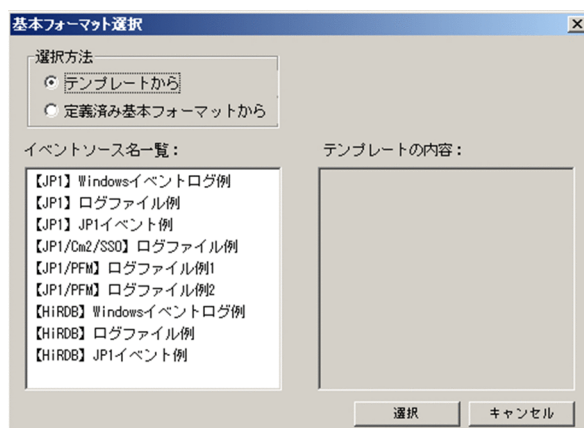 基本フォーマット選択
選択方法
テンプレートから
定義済み基本フォーマットから
イベントソース名一覧：
テンプレートの内容：
【JP1】Windowsイベントログ例
【JP1】ログファイル例
【JP1】JP1イベント例
【JP1/Cm2/SSO】ログファイル例
【JP1/PFM】ログファイル例1
【JP1/PFM】ログファイル例2
【HiRDB】Windowsイベントログ例
【HiRDB】ログファイル例
【HiRDB】JP1イベント例
選択
キャンセル